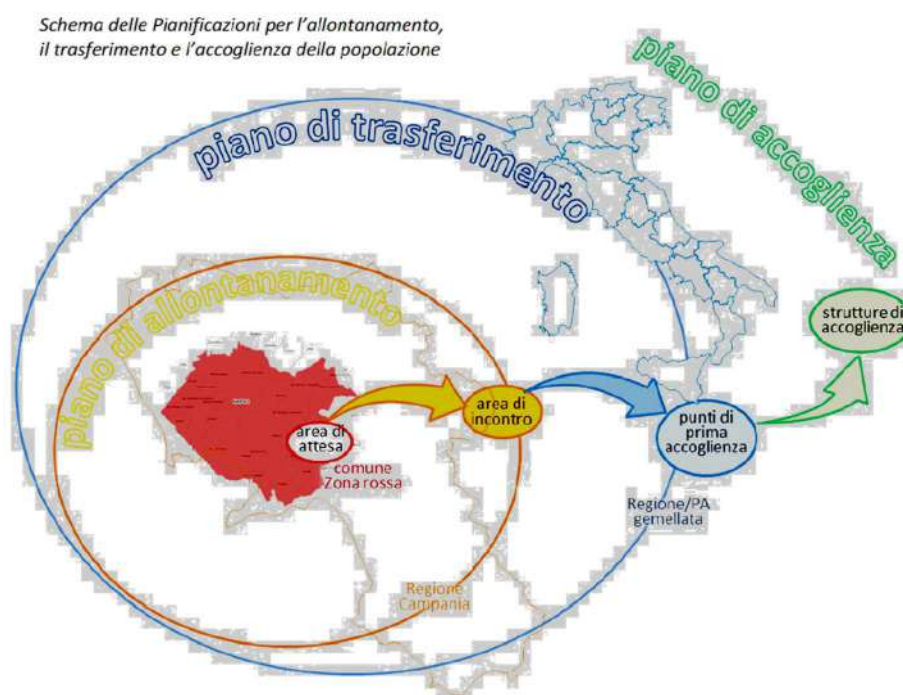 Schema delle Pianificazioni per l'allontanamento,
il trasferimento e l'accoglienza della popolazione
piano di trasferimento
piano di accoglienza
piano di allontanamento
area di
attesa
comune
Zona rossa
area di
incontro
punti di
prima
accoglienza
strutture di
accoglienza
Regione/PA
gemellata
Regione
Campania